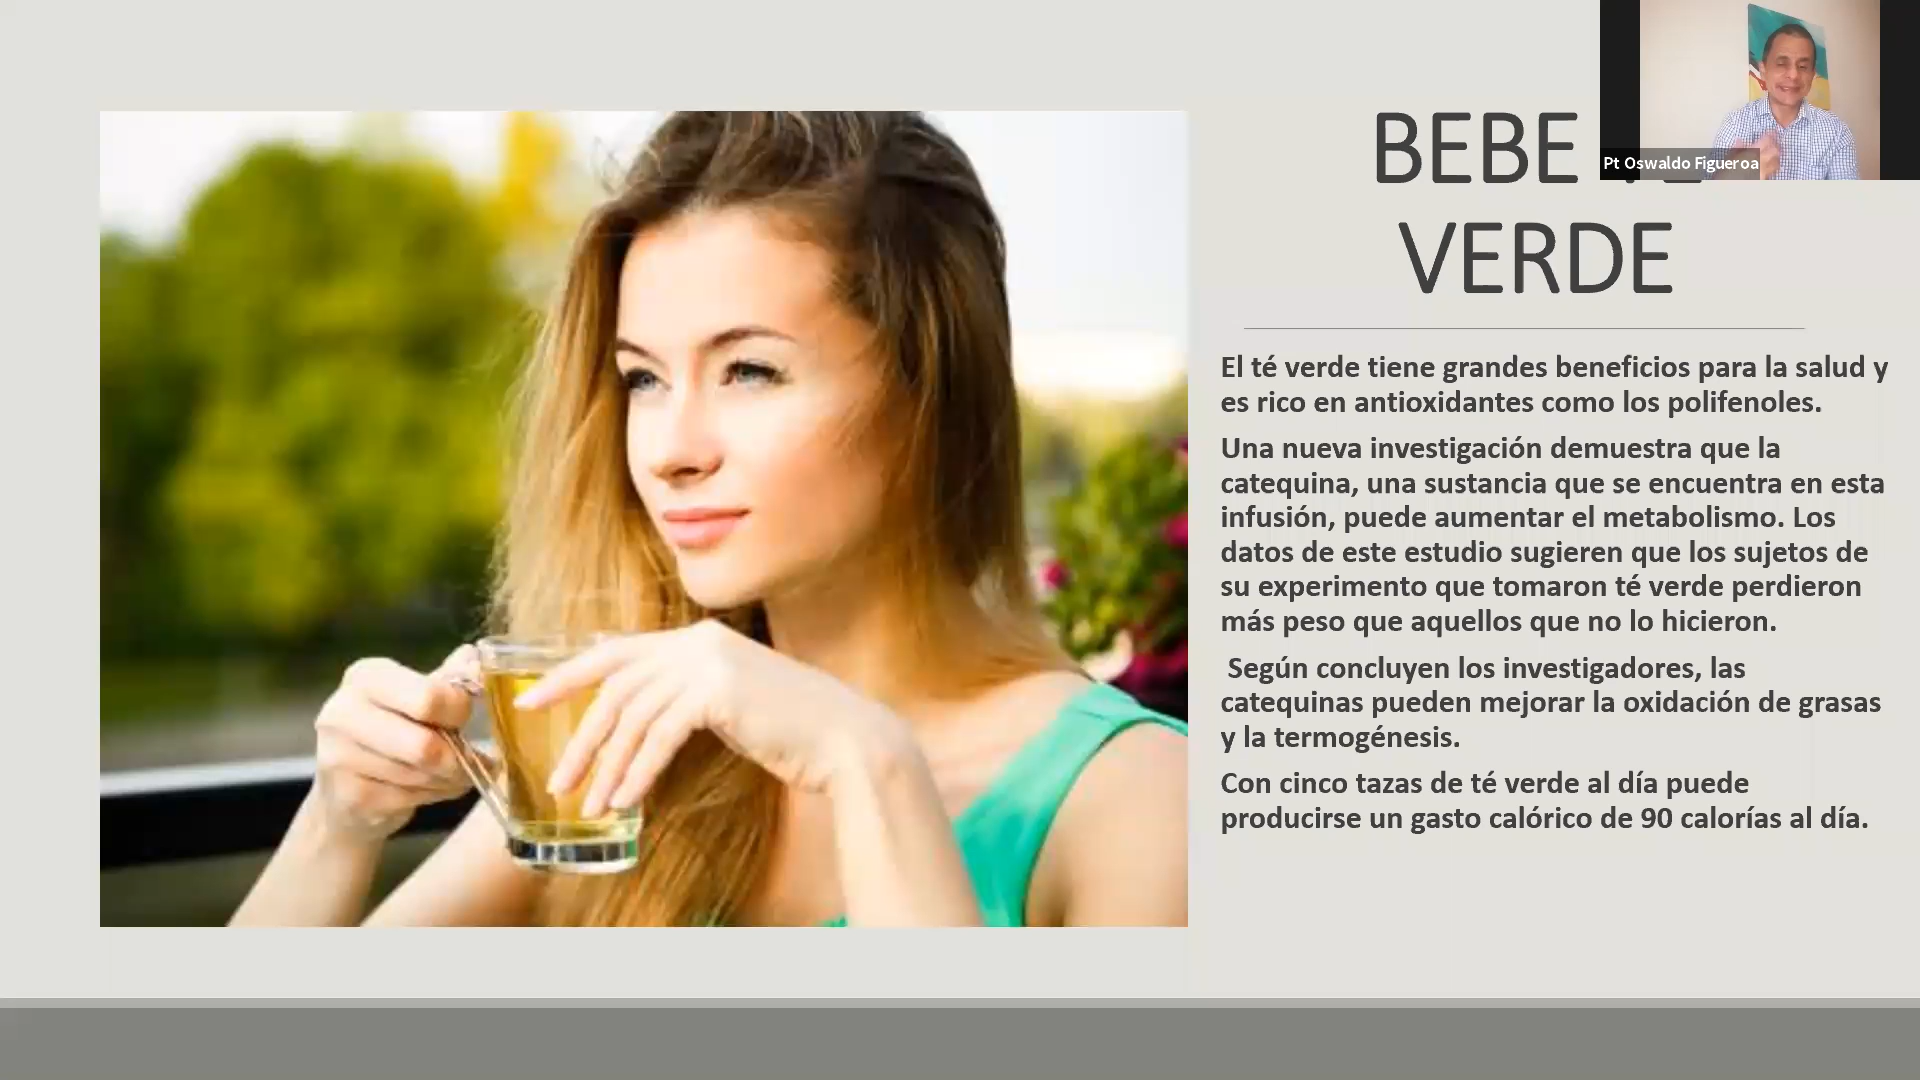 BEBE
VERDE
Pt Oswaldo Figueroa
El té verde tiene grandes beneficios para la salud y
es rico en antioxidantes como los polifenoles.
Una nueva investigación demuestra que la
catequina, una sustancia que se encuentra en esta
infusión, puede aumentar el metabolismo. Los
datos de este estudio sugieren que los sujetos de
su experimento que tomaron té verde perdieron
más peso que aquellos que no lo hicieron.
Según concluyen los investigadores, las
catequinas pueden mejorar la oxidación de grasas
y la termogénesis.
Con cinco tazas de té verde al día puede
producirse un gasto calórico de 90 calorías al día.